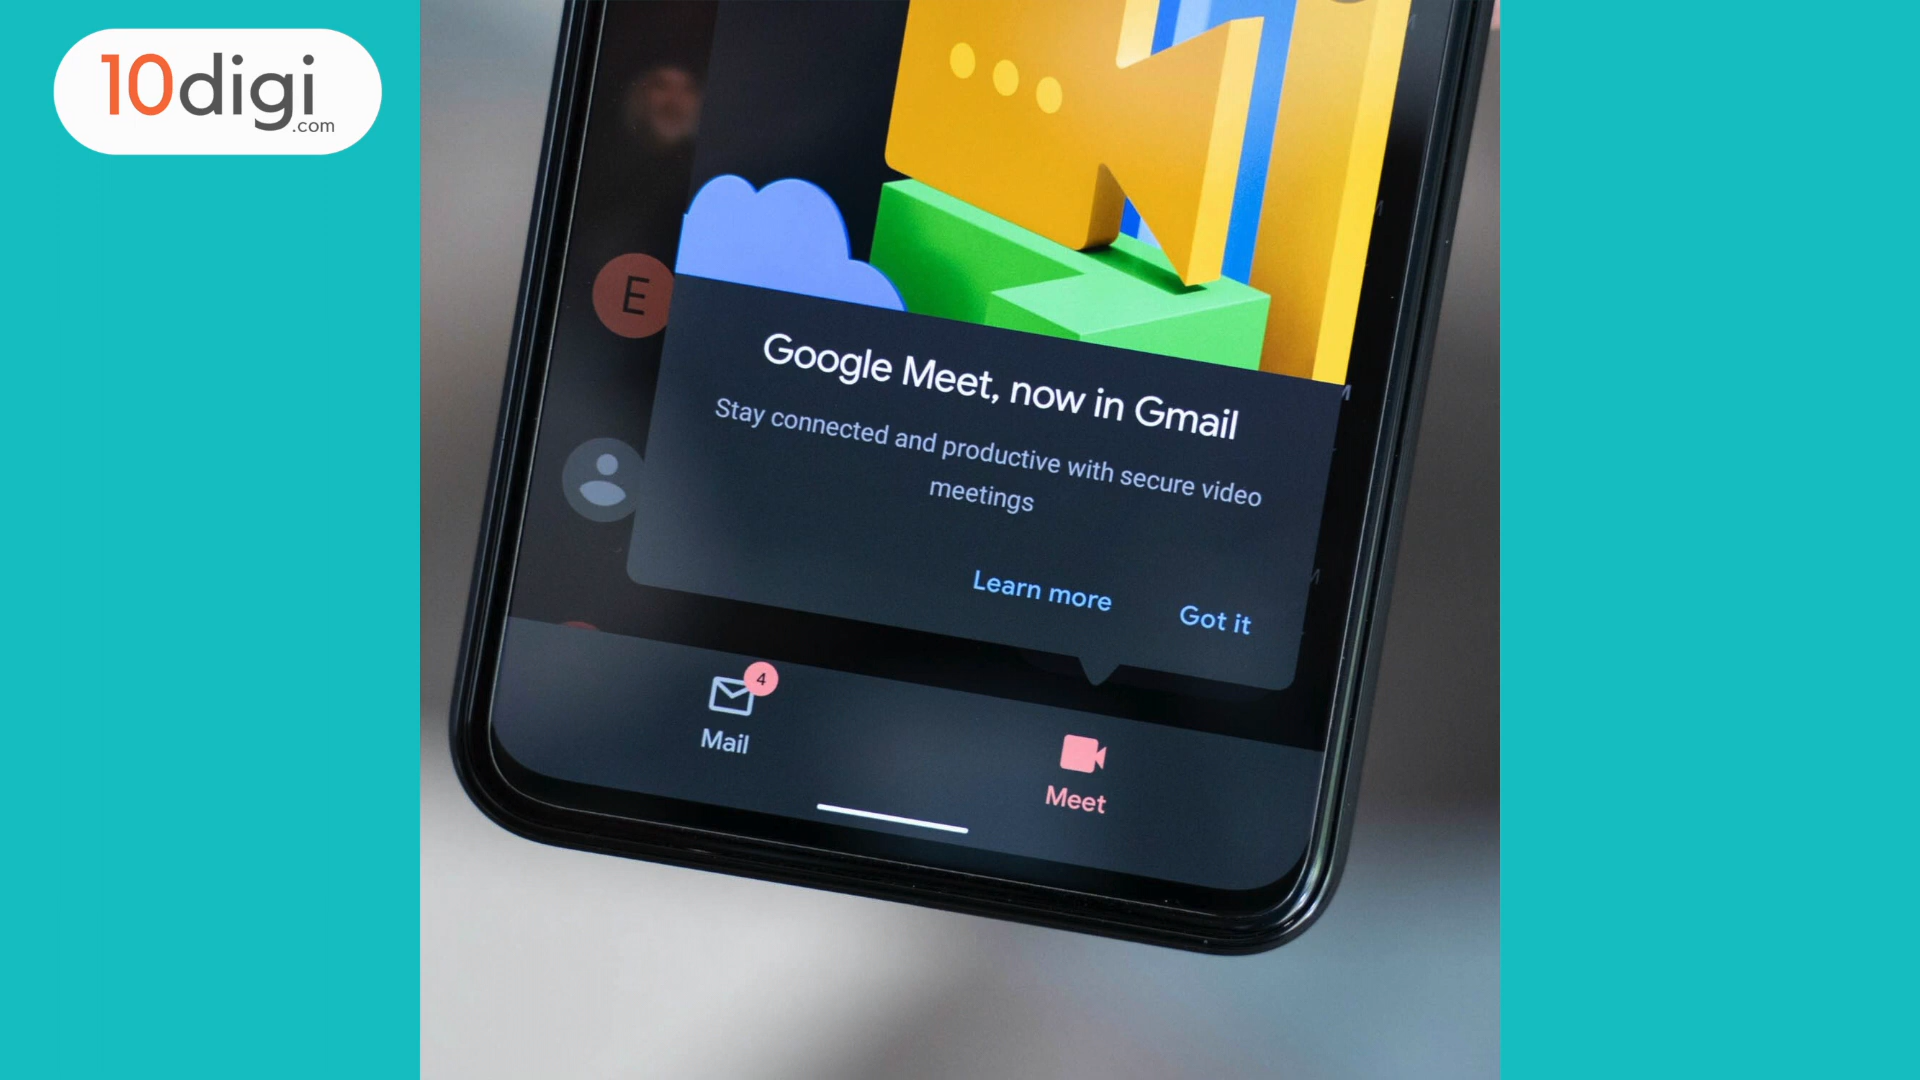 10digi
.com
E
Google Meet, now in Gmail
Stay connected and productive with secure video
meetings
Learn more
Got it
4
Mail
Meet